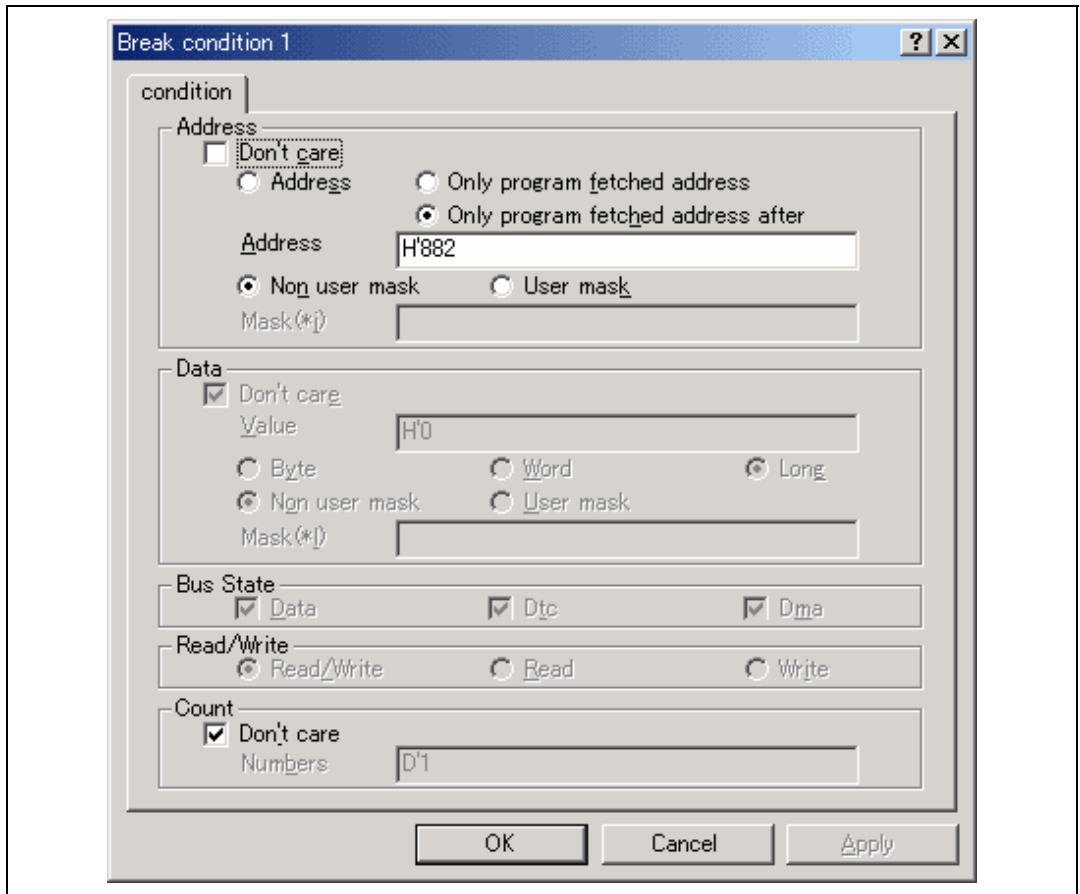 Break condition 1
condition
Address
Don't care
Address Only program fetched address
Only program fetched address after
Address H'882
Non user mask User mask
Mask(*j)
Data
Don't care
Value H'0
Byte Word Long
Non user mask User mask
Mask(*l)
Bus State
Data Dtc Dma
Read/Write
Read/Write Read Write
Count
Don't care
Numbers D'1
OK Cancel Apply